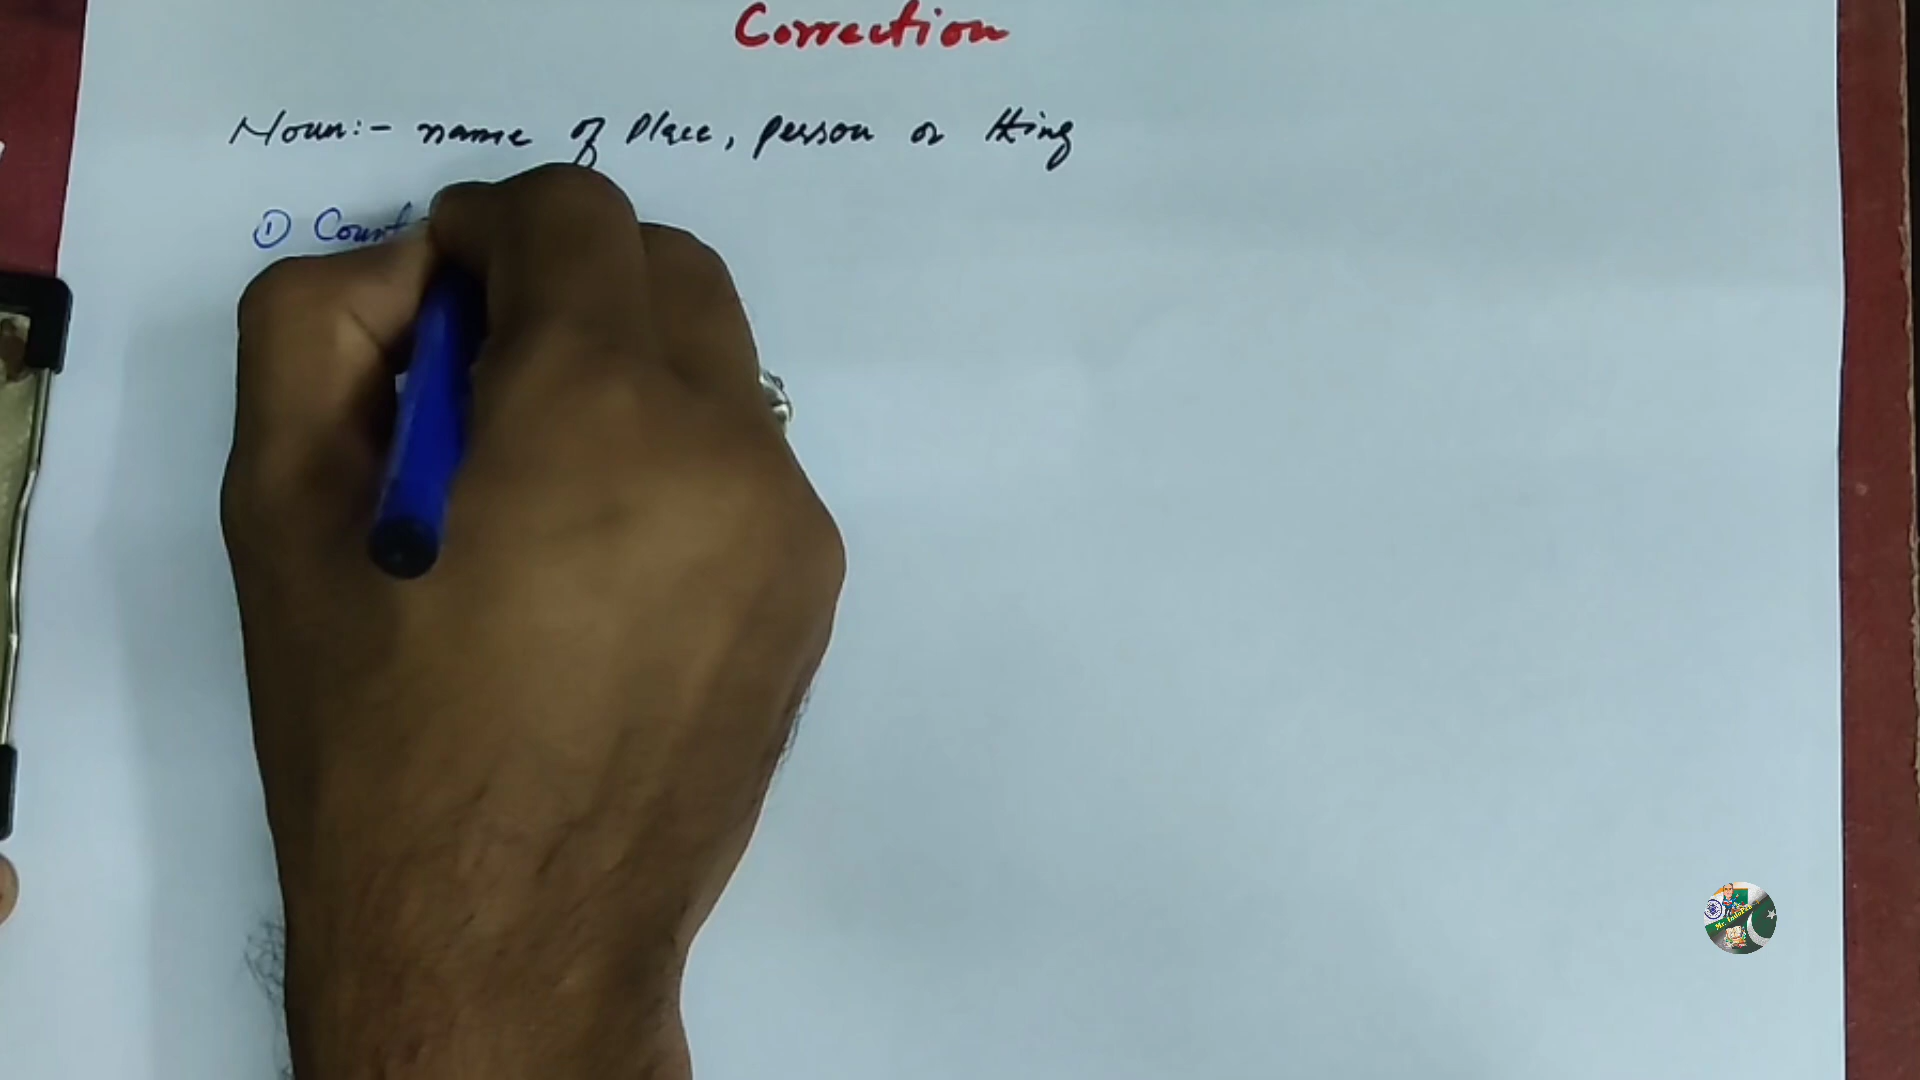 Correction
Noun:- name of Place, person or thing
① Count